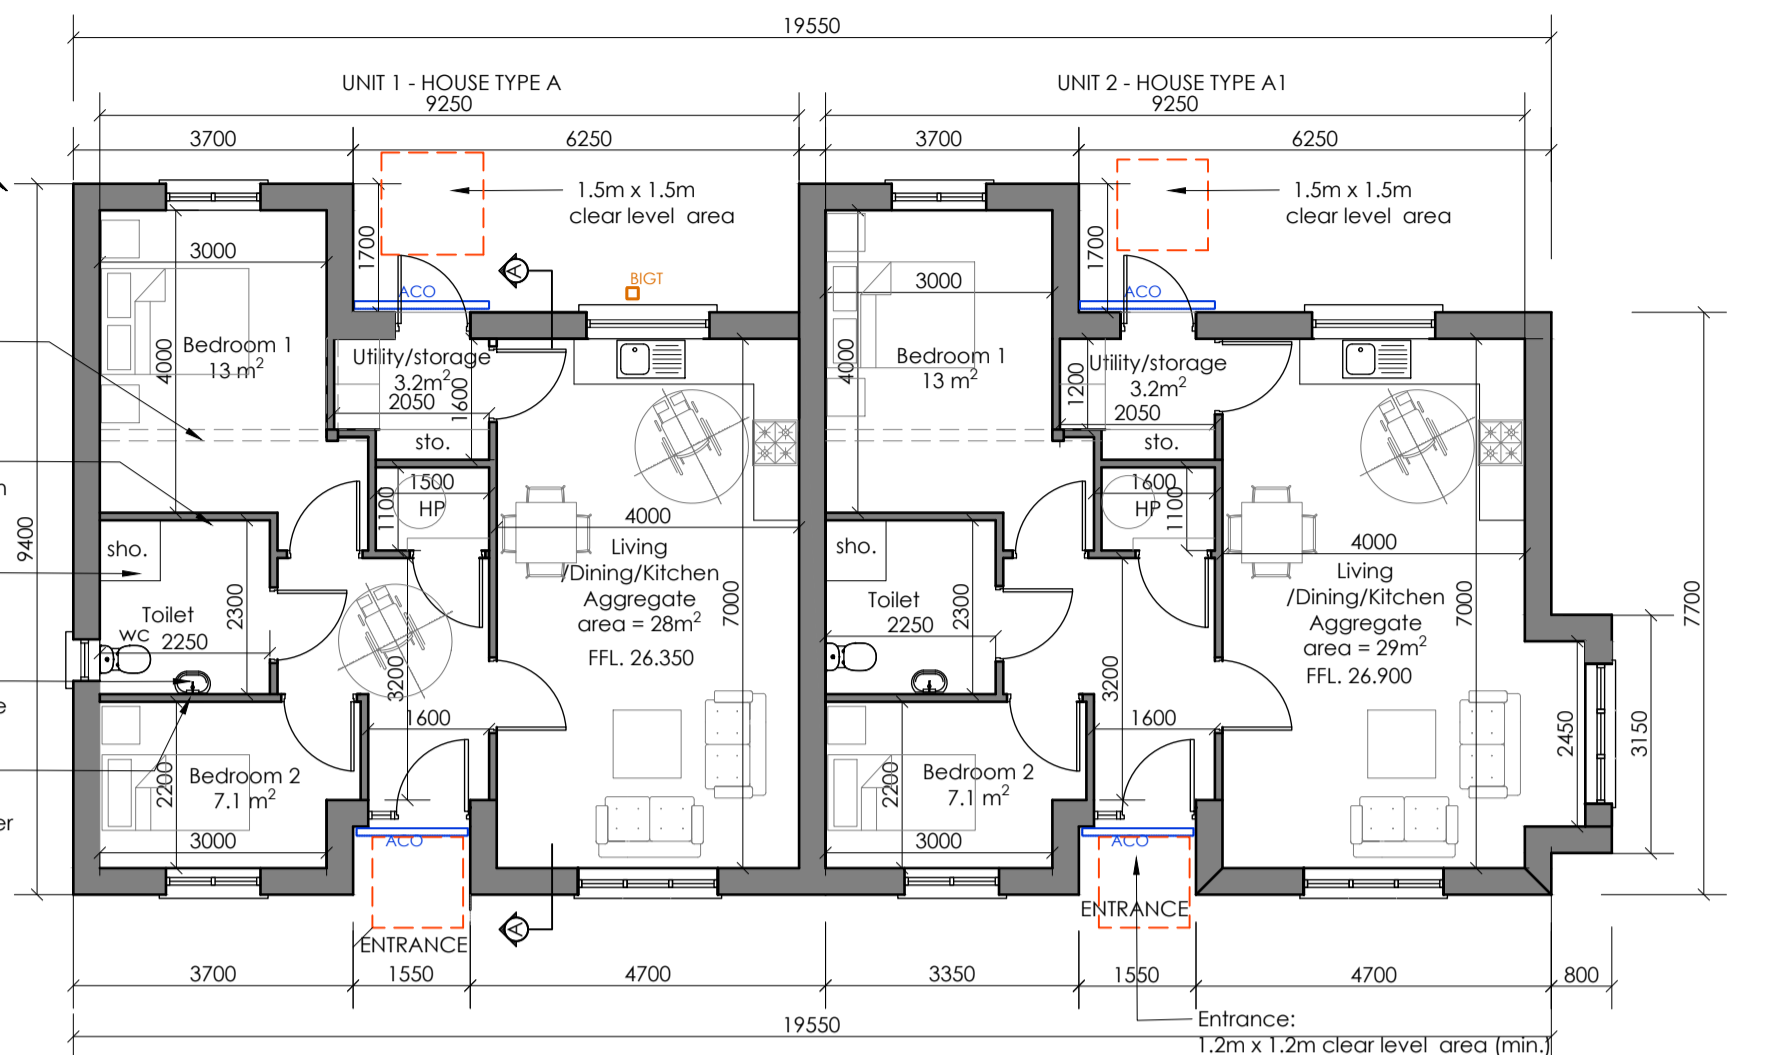 19550
UNIT 1 - HOUSE TYPE A
UNIT 2 - HOUSE TYPE A1
9250
9250
3700
6250
3700
6250
1.5m x 1.5m
clear level area
1.5m x 1.5m
clear level area
1700
1700
3000
3000
BIGT
ACO
ACO
A
Bedroom 1
13 m²
4000
Utility/storage
3.2m²
2050
1600
sto.
Bedroom 1
13 m²
4000
Utility/storage
3.2m²
1200
2050
sto.
1500
HP
1100
1600
HP
1100
9400
n
sho.
4000
Living
/Dining/Kitchen
Aggregate
area = 28m²
FFL. 26.350
7000
sho.
4000
Living
/Dining/Kitchen
Aggregate
area = 29m²
FFL. 26.900
7000
7700
Toilet
WC
2250
2300
3200
1600
Toilet
2250
2300
3200
1600
2450
3150
e
er
Bedroom 2
7.1 m²
2200
3000
Bedroom 2
7.1 m²
2200
3000
ACO
ACO
A
ENTRANCE
ENTRANCE
3700
1550
4700
3350
1550
4700
800
19550
Entrance:
1.2m x 1.2m clear level area (min.)